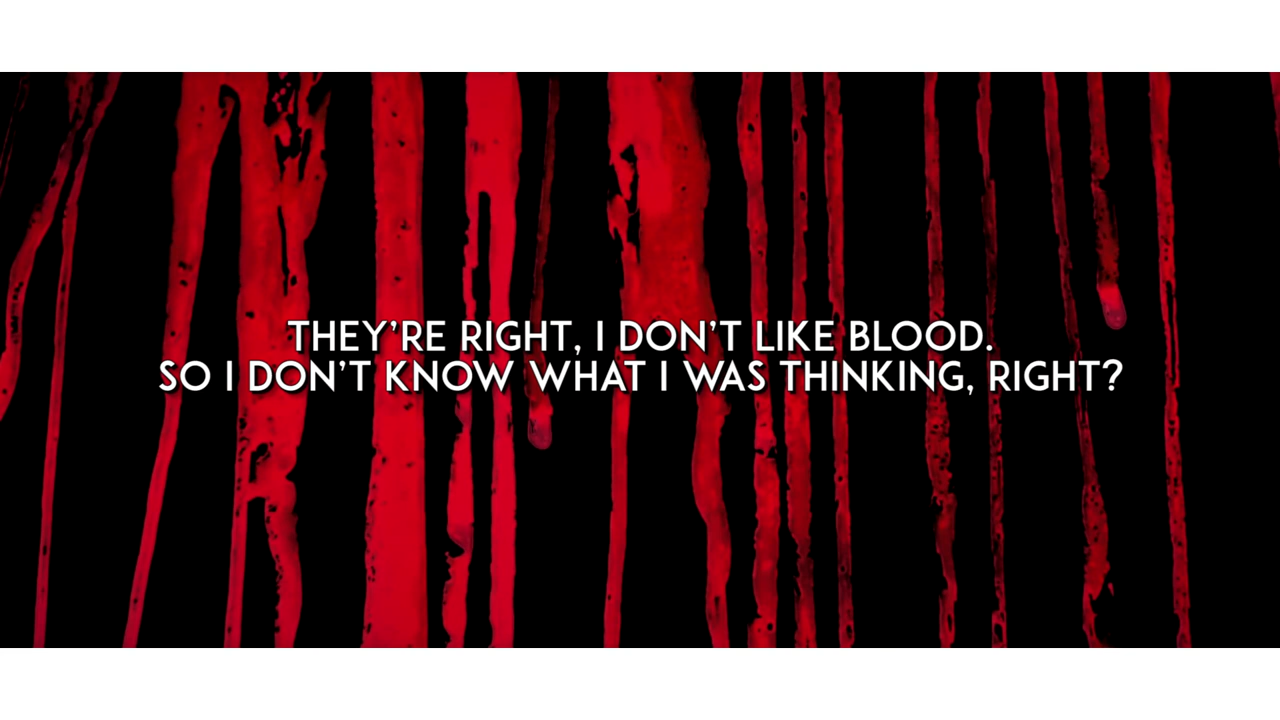 THEY’RE RIGHT, I DON’T LIKE BLOOD.
SO I DON’T KNOW WHAT I WAS THINKING, RIGHT?